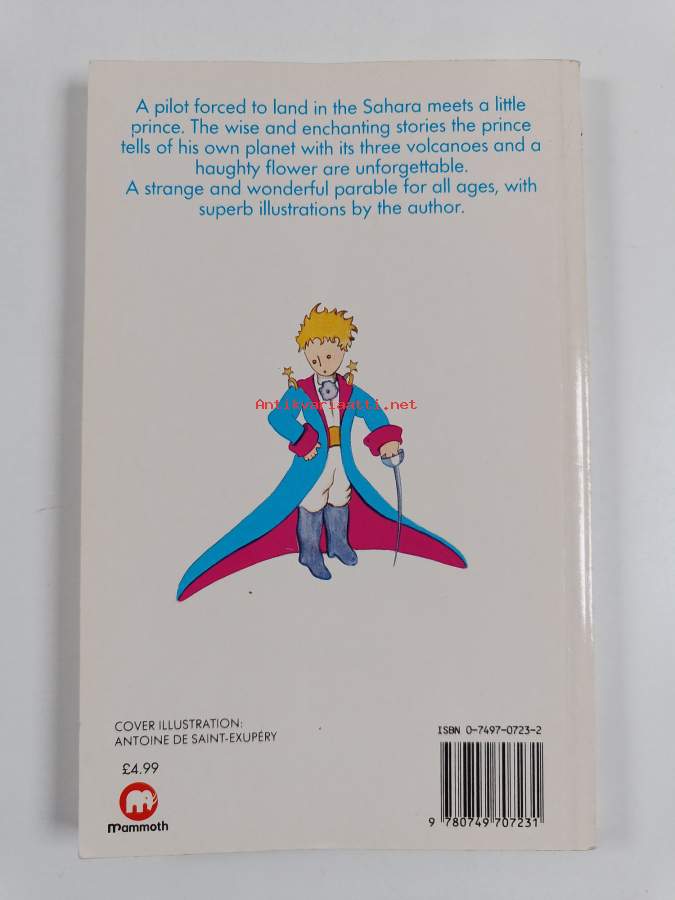 A pilot forced to land in the Sahara meets a little
prince. The wise and enchanting stories the prince
tells of his own planet with its three volcanoes and a
haughty flower are unforgettable.
A strange and wonderful parable for all ages, with
superb illustrations by the author.
Antikvariaatti.net
COVER ILLUSTRATION:
ANTOINE DE SAINT-EXUPÉRY
£4.99
mammoth
ISBN 0-7497-0723-2
9 780749 707231